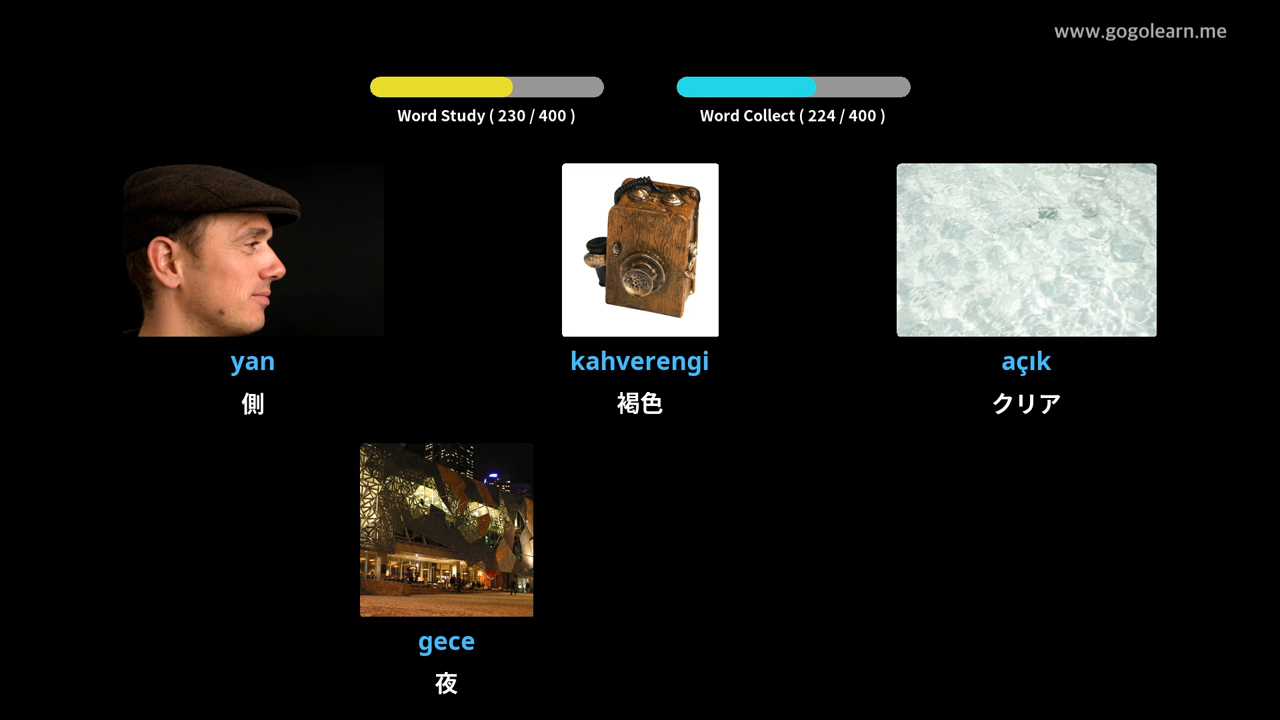 www.gogolearn.me
Word Study ( 230 / 400 )
Word Collect ( 224 / 400 )
yan
側
kahverengi
褐色
açık
クリア
gece
夜